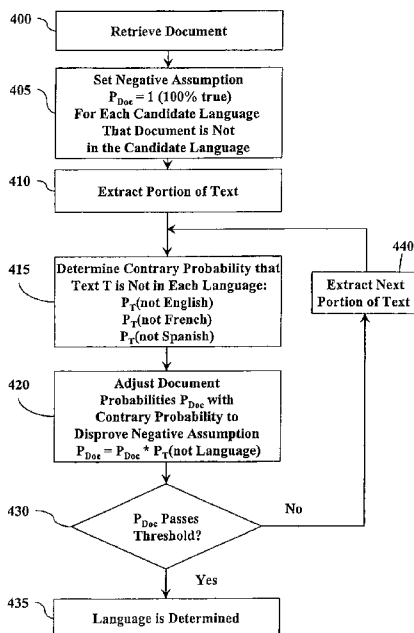 400
Retrieve Document
405
Set Negative Assumption
P_Doc = 1 (100% true)
For Each Candidate Language
That Document is Not
in the Candidate Language
410
Extract Portion of Text
440
Extract Next
Portion of Text
415
Determine Contrary Probability that
Text T is Not in Each Language:
P_T(not English)
P_T(not French)
P_T(not Spanish)
420
Adjust Document
Probabilities P_Doc with
Contrary Probability to
Disprove Negative Assumption
P_Doc = P_Doc * P_T(not Language)
430
P_Doc Passes
Threshold?
No
Yes
435
Language is Determined